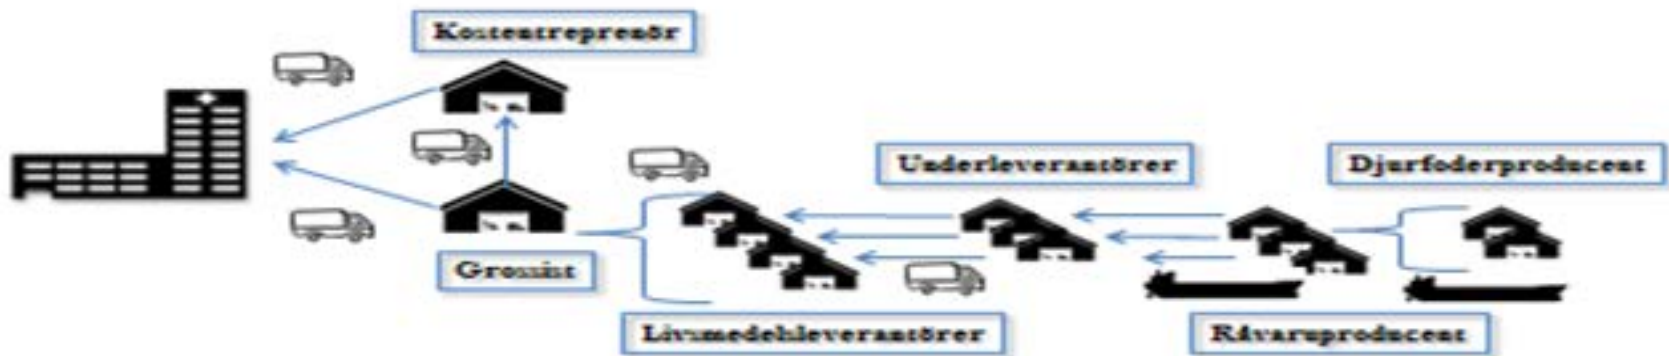 Kostentreprenör
Underleverantörer
Djurfoderproducent
Grossist
Livsmedelsleverantörer
Råvaruproducent